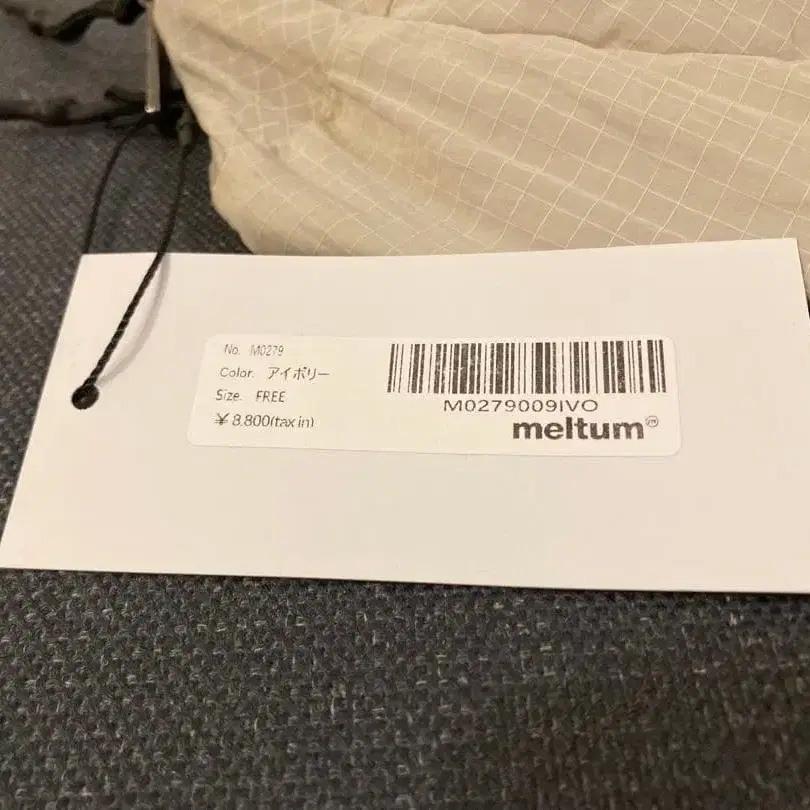 No. M0279
Color. アイボリー
Size. FREE
¥ 8,800(tax in)
M0279009IVO
meltum